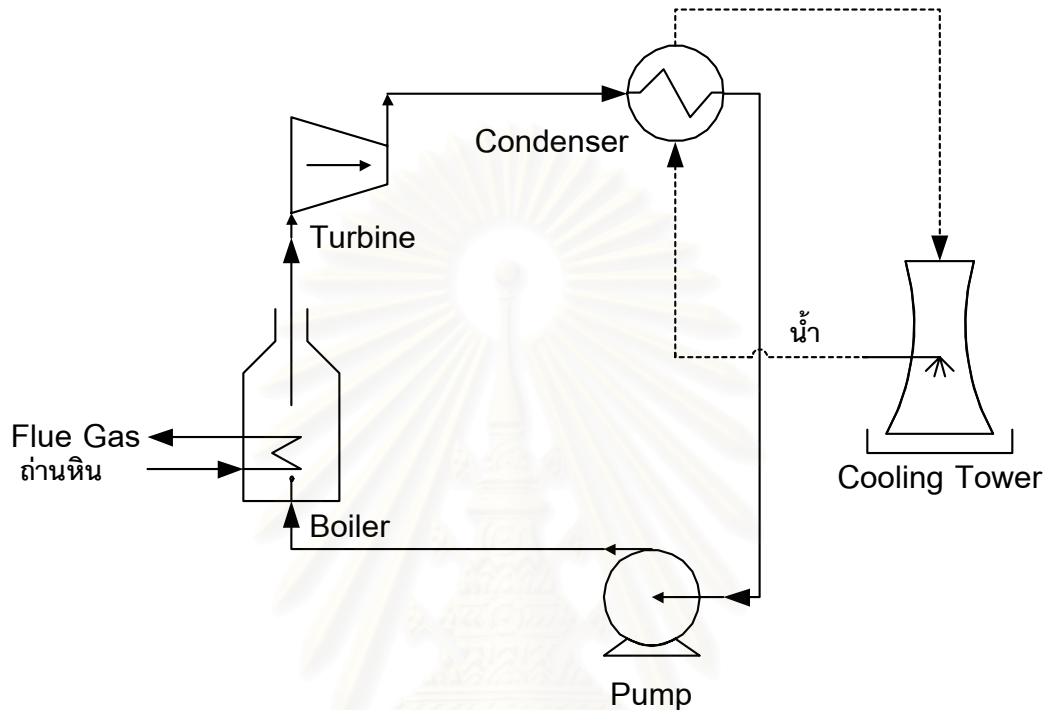 Condenser
Turbine
น้ำ
Flue Gas
ถ่านหิน
Cooling Tower
Boiler
Pump